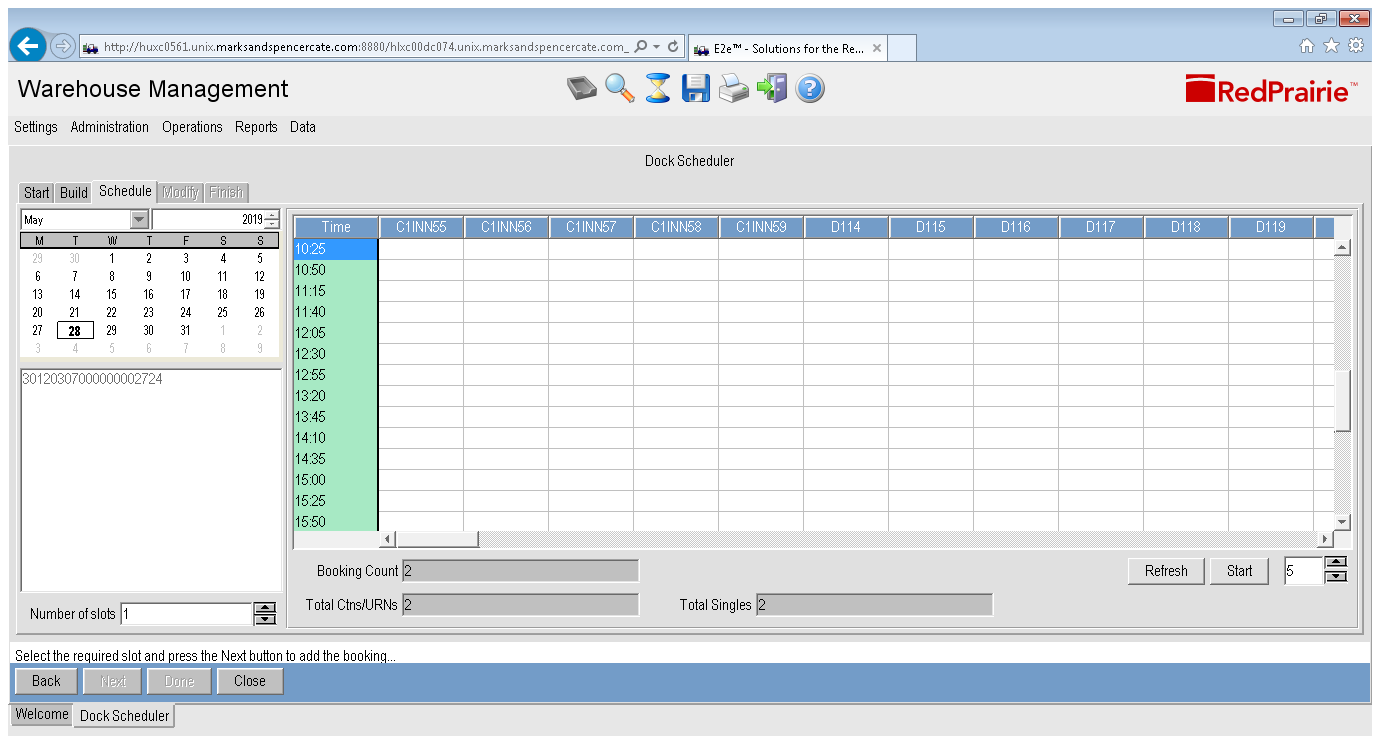 http://huxc0561.unix.marksandspencercate.com:8880/hlxc00dc074.unix.marksandspencercate.com_
E2e™ - Solutions for the Re...
Warehouse Management
RedPrairie™
Settings Administration Operations Reports Data
Dock Scheduler
Start Build Schedule Modify Finish
May 2019
M T W T F S S
29 30 1 2 3 4 5
6 7 8 9 10 11 12
13 14 15 16 17 18 19
20 21 22 23 24 25 26
27 28 29 30 31 1 2
3 4 5 6 7 8 9
30120307000000002724
Number of slots 1
Time C1INN55 C1INN56 C1INN57 C1INN58 C1INN59 D114 D115 D116 D117 D118 D119
10:25
10:50
11:15
11:40
12:05
12:30
12:55
13:20
13:45
14:10
14:35
15:00
15:25
15:50
Booking Count 2
Refresh Start 5
Total Ctns/URNs 2 Total Singles 2
Select the required slot and press the Next button to add the booking...
Back Next Done Close
Welcome Dock Scheduler